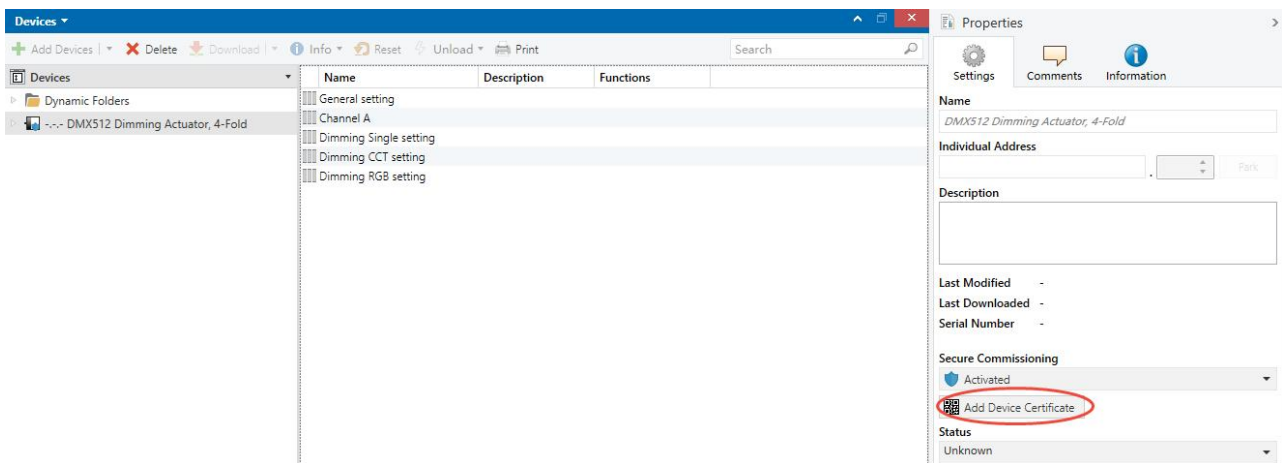 Devices
Add Devices Delete Download Info Reset Unload Print Search
Devices
Dynamic Folders
-.-.- DMX512 Dimming Actuator, 4-Fold
Name Description Functions
General setting
Channel A
Dimming Single setting
Dimming CCT setting
Dimming RGB setting
Properties
Settings Comments Information
Name
DMX512 Dimming Actuator, 4-Fold
Individual Address
. Park
Description
Last Modified -
Last Downloaded -
Serial Number -
Secure Commissioning
Activated
Add Device Certificate
Status
Unknown